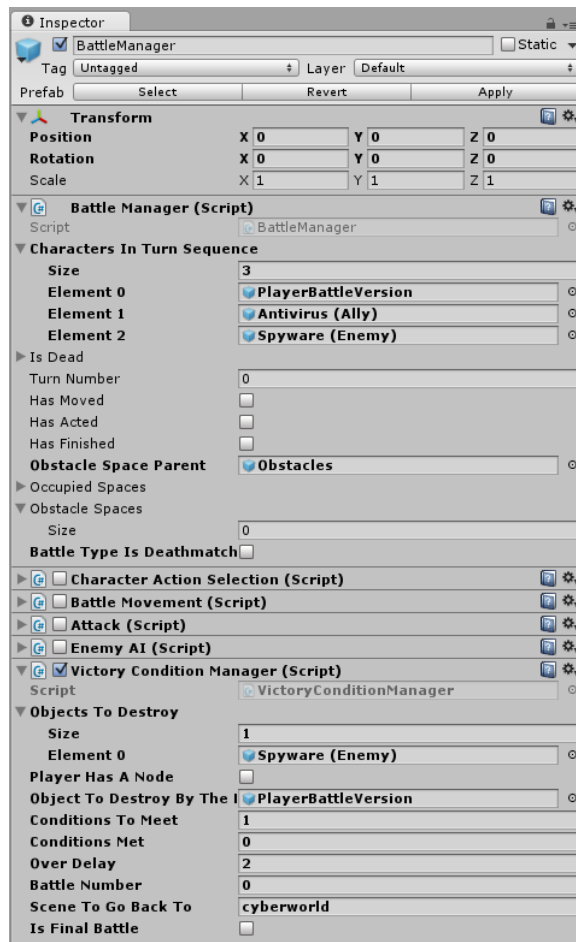 Inspector
BattleManager Static
Tag Untagged Layer Default
Prefab Select Revert Apply
Transform
Position X 0 Y 0 Z 0
Rotation X 0 Y 0 Z 0
Scale X 1 Y 1 Z 1
Battle Manager (Script)
Script BattleManager
Characters In Turn Sequence
Size 3
Element 0 PlayerBattleVersion
Element 1 Antivirus (Ally)
Element 2 Spyware (Enemy)
Is Dead
Turn Number 0
Has Moved
Has Acted
Has Finished
Obstacle Space Parent Obstacles
Occupied Spaces
Obstacle Spaces
Size 0
Battle Type Is Deathmatch
Character Action Selection (Script)
Battle Movement (Script)
Attack (Script)
Enemy AI (Script)
Victory Condition Manager (Script)
Script VictoryConditionManager
Objects To Destroy
Size 1
Element 0 Spyware (Enemy)
Player Has A Node
Object To Destroy By The PlayerBattleVersion
Conditions To Meet 1
Conditions Met 0
Over Delay 2
Battle Number 0
Scene To Go Back To cyberworld
Is Final Battle